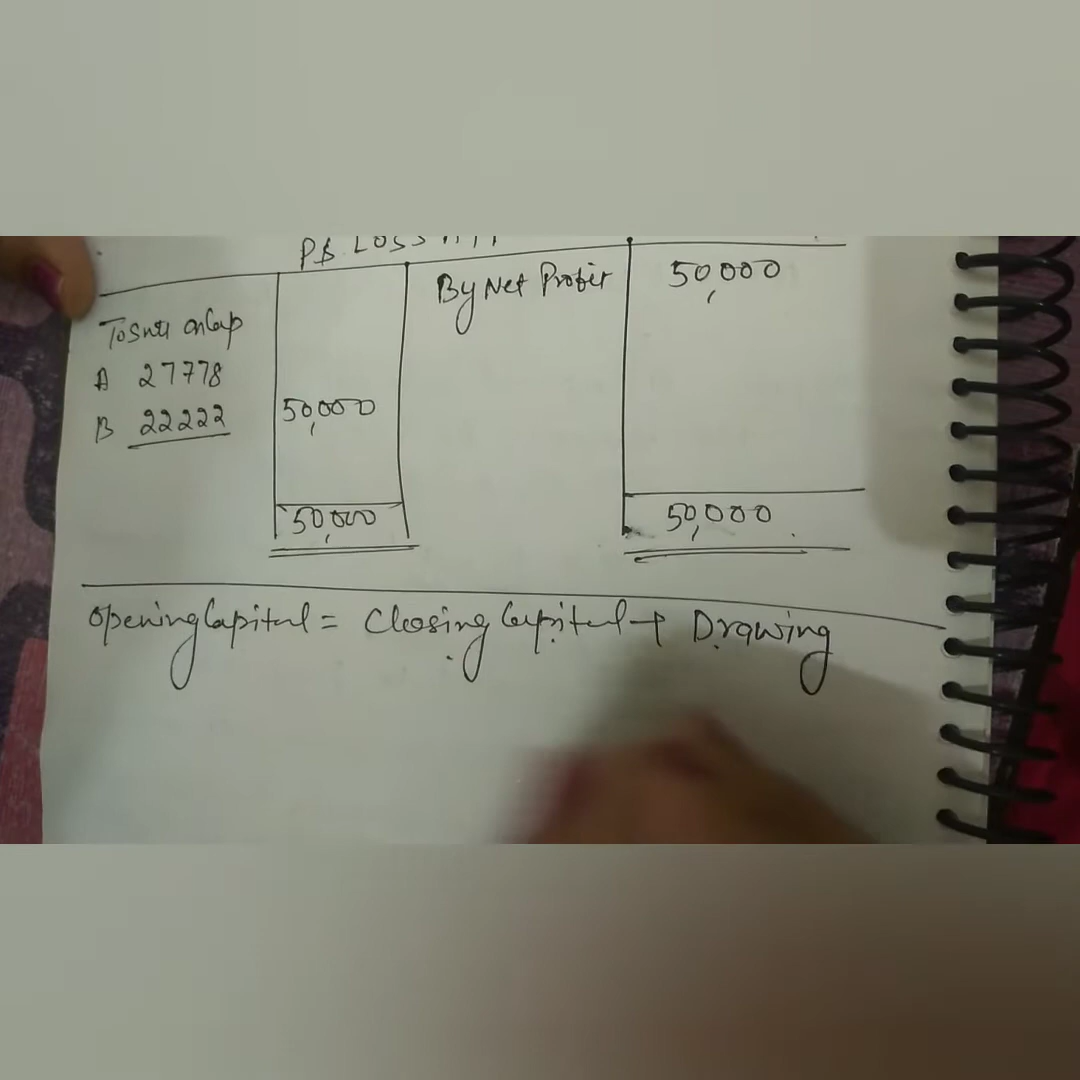 P& Loss
By Net Profit 50,000
To Int on Cap
A 27778
B 22222 50,000
50,000 50,000
Opening Capital = Closing Capital + Drawing